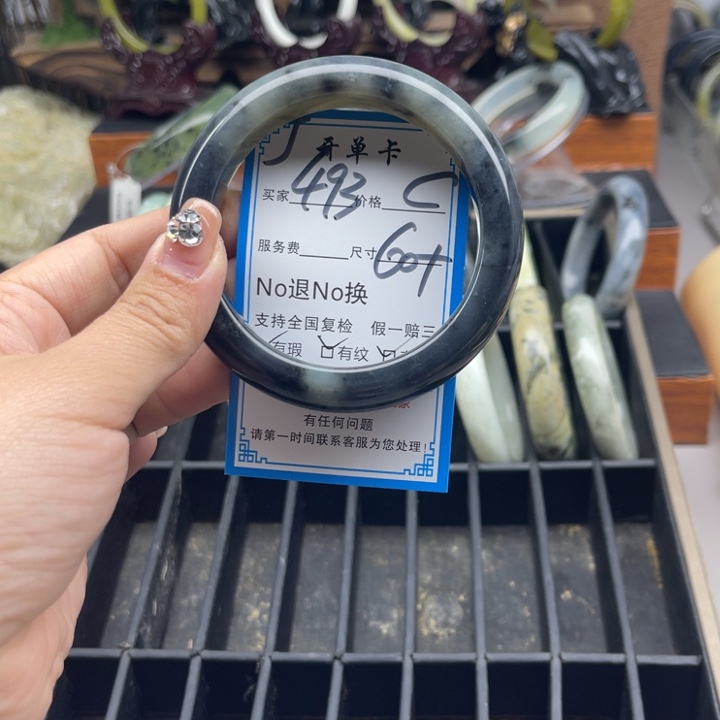 开单卡
买家 493 价格 C
服务费 尺寸 60+
No退No换
支持全国复检 假一赔三
有瑕 有纹
有任何问题
请第一时间联系客服为您处理!